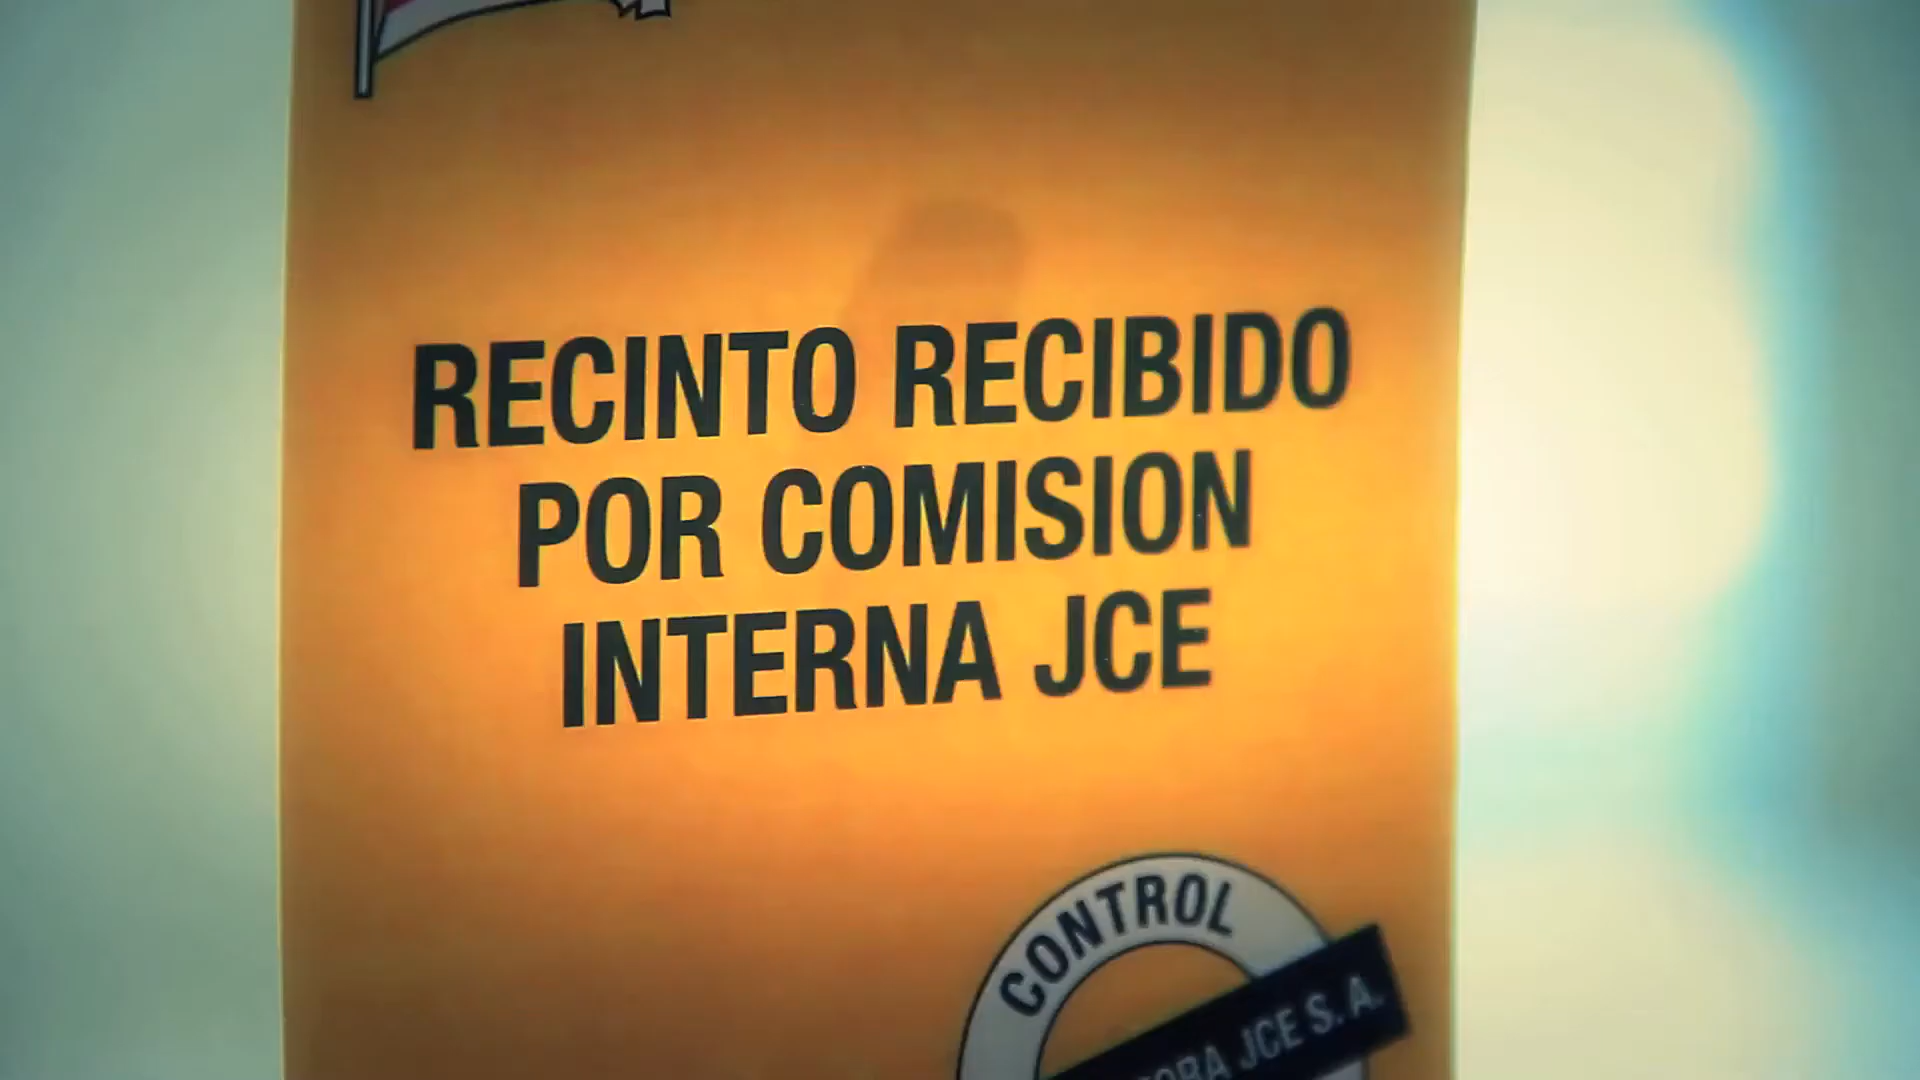 RECINTO RECIBIDO
POR COMISION
INTERNA JCE
CONTROL
JCE S. A.